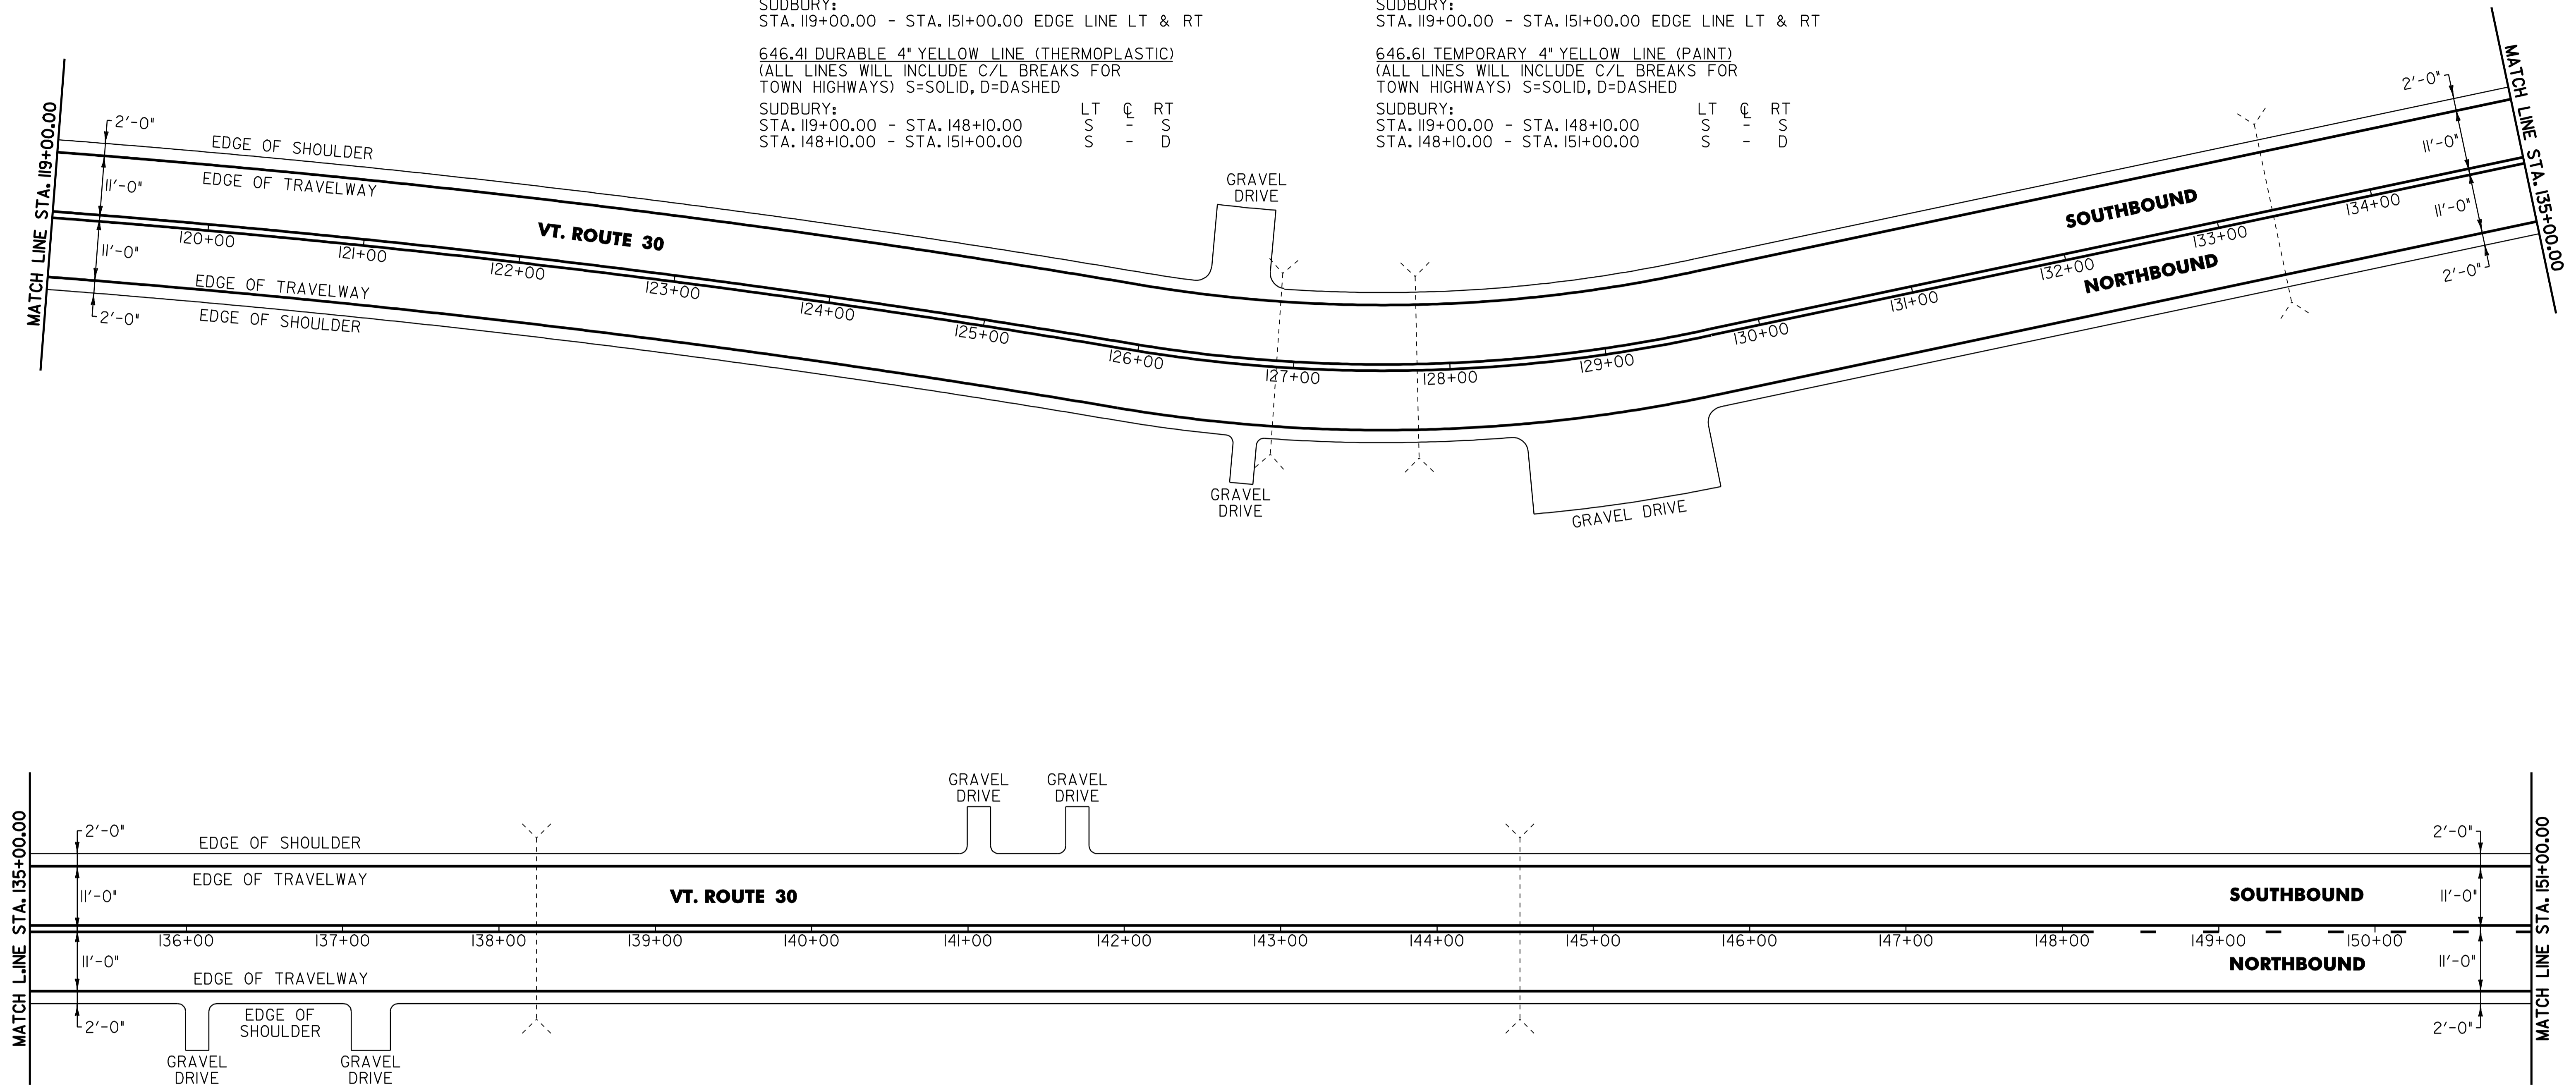 SUDBURY:
STA. 119+00.00 - STA. 151+00.00 EDGE LINE LT & RT
646.41 DURABLE 4" YELLOW LINE (THERMOPLASTIC)
(ALL LINES WILL INCLUDE C/L BREAKS FOR
TOWN HIGHWAYS) S=SOLID, D=DASHED
SUDBURY: LT ℄ RT
STA. 119+00.00 - STA. 148+10.00 S - S
STA. 148+10.00 - STA. 151+00.00 S - D
SUDBURY:
STA. 119+00.00 - STA. 151+00.00 EDGE LINE LT & RT
646.61 TEMPORARY 4" YELLOW LINE (PAINT)
(ALL LINES WILL INCLUDE C/L BREAKS FOR
TOWN HIGHWAYS) S=SOLID, D=DASHED
SUDBURY: LT ℄ RT
STA. 119+00.00 - STA. 148+10.00 S - S
STA. 148+10.00 - STA. 151+00.00 S - D
MATCH LINE STA. 119+00.00
2'-0"
11'-0"
11'-0"
2'-0"
EDGE OF SHOULDER
EDGE OF TRAVELWAY
VT. ROUTE 30
EDGE OF TRAVELWAY
EDGE OF SHOULDER
120+00
121+00
122+00
123+00
124+00
125+00
126+00
127+00
128+00
129+00
130+00
131+00
132+00
133+00
134+00
GRAVEL
DRIVE
GRAVEL
DRIVE
GRAVEL DRIVE
SOUTHBOUND
NORTHBOUND
2'-0"
11'-0"
11'-0"
2'-0"
MATCH LINE STA. 135+00.00
MATCH LINE STA. 135+00.00
2'-0"
11'-0"
11'-0"
2'-0"
EDGE OF SHOULDER
EDGE OF TRAVELWAY
VT. ROUTE 30
GRAVEL
DRIVE
GRAVEL
DRIVE
136+00
137+00
138+00
139+00
140+00
141+00
142+00
143+00
144+00
145+00
146+00
147+00
148+00
149+00
150+00
EDGE OF TRAVELWAY
EDGE OF
SHOULDER
GRAVEL
DRIVE
GRAVEL
DRIVE
SOUTHBOUND
NORTHBOUND
2'-0"
11'-0"
11'-0"
2'-0"
MATCH LINE STA. 151+00.00